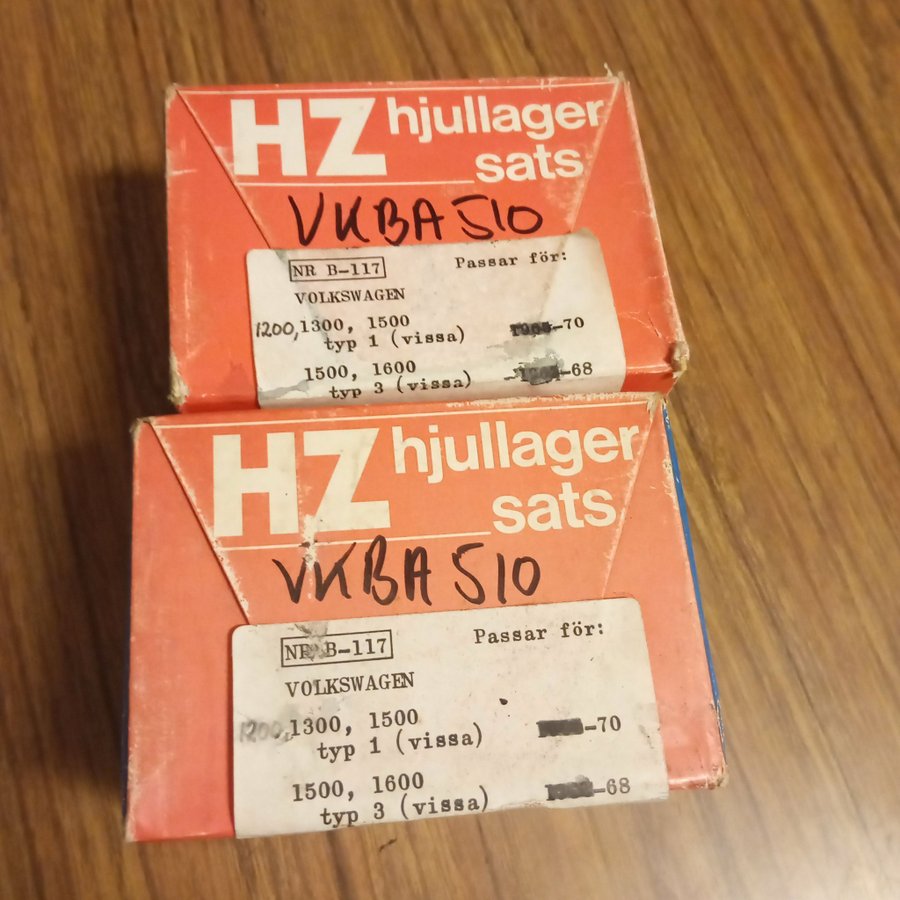 HZ hjullager
sats
VKBA 510
NR B-117 Passar för:
VOLKSWAGEN
1200, 1300, 1500 -70
typ 1 (vissa)
1500, 1600 -68
typ 3 (vissa)
HZ hjullager
sats
VKBA 510
NR B-117 Passar för:
VOLKSWAGEN
1200, 1300, 1500 -70
typ 1 (vissa)
1500, 1600 -68
typ 3 (vissa)